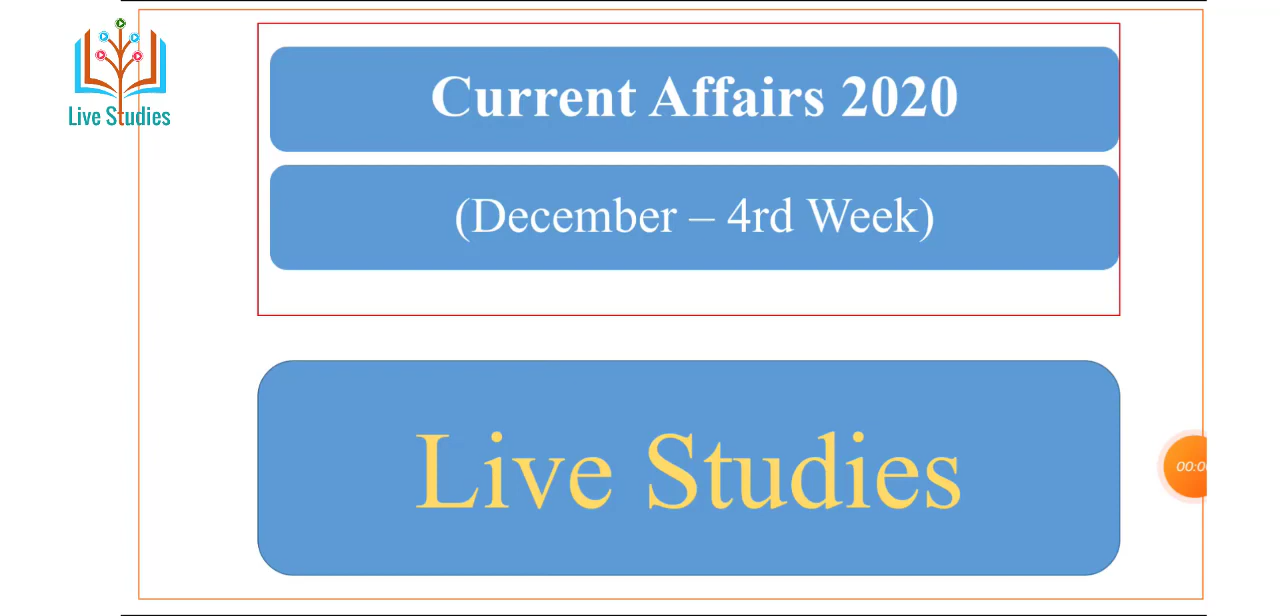 Live Studies
Current Affairs 2020
(December – 4rd Week)
Live Studies